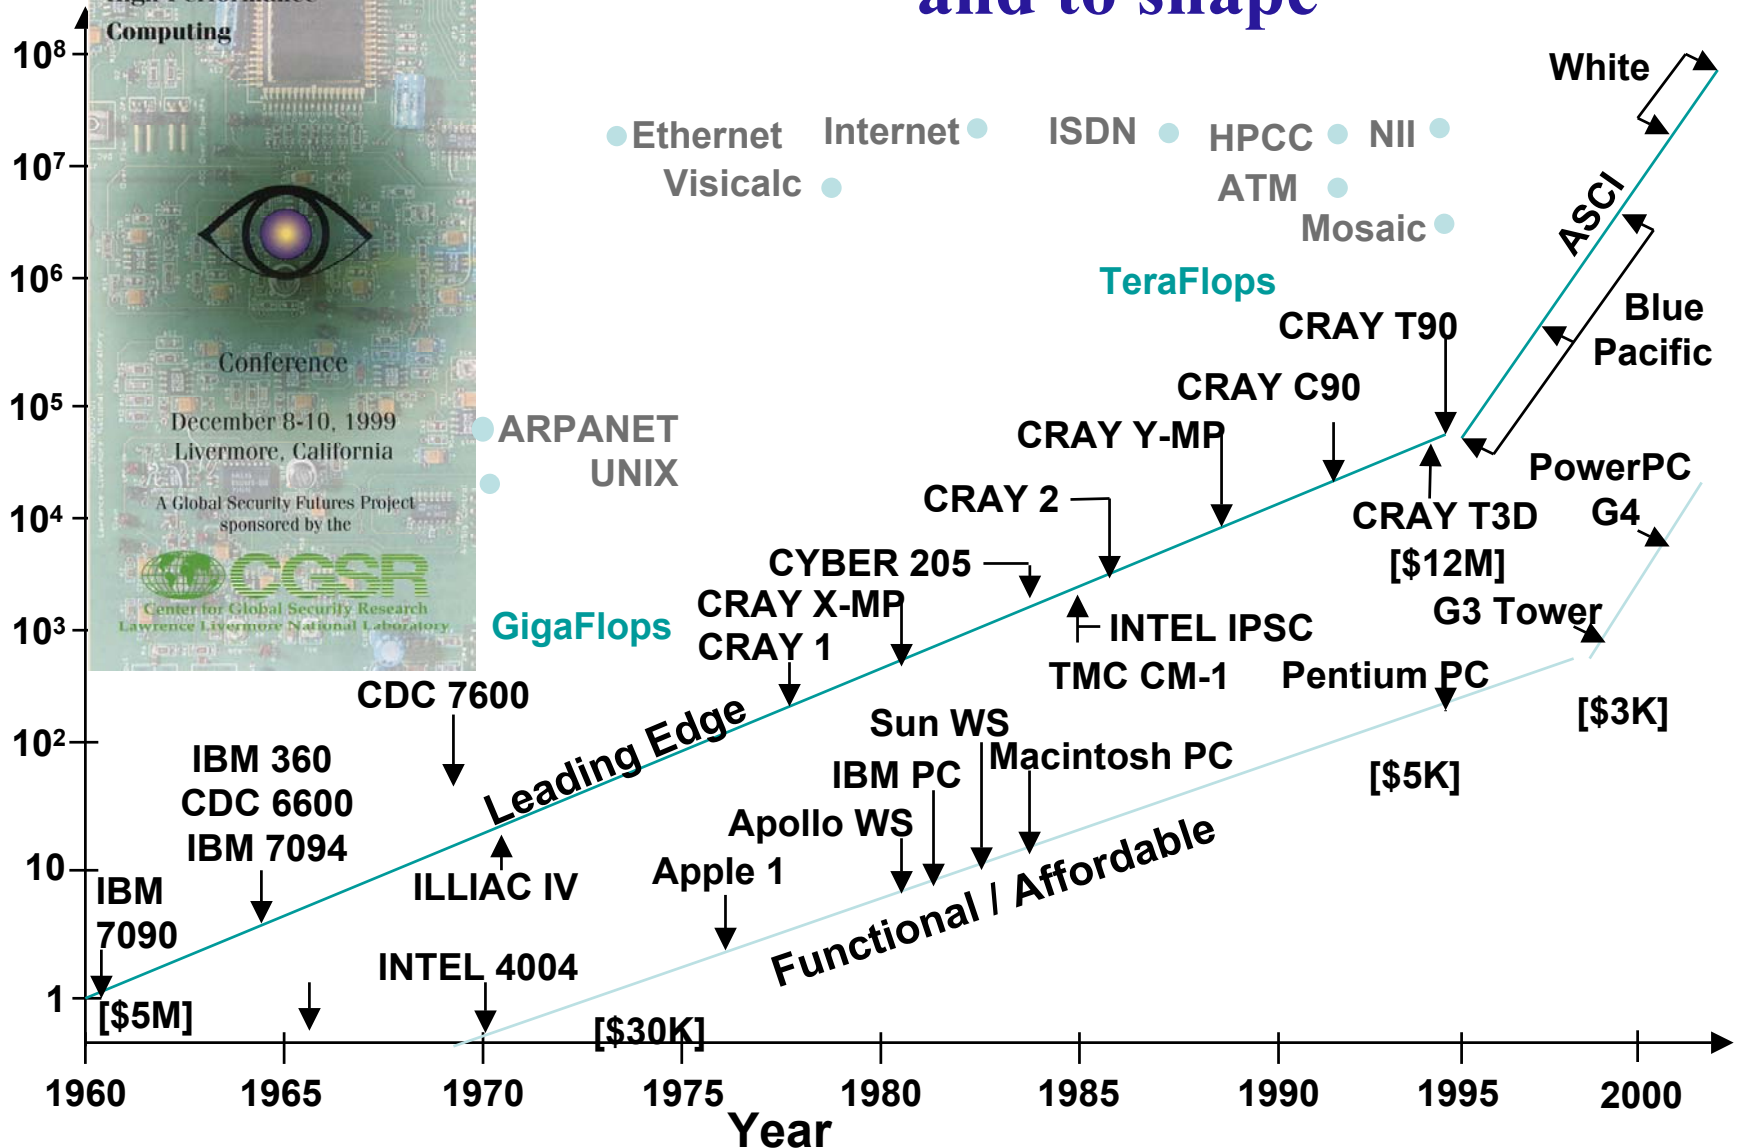 and to shape
High Performance
Computing
Conference
December 8-10, 1999
Livermore, California
A Global Security Futures Project
sponsored by the
CGSR
Center for Global Security Research
Lawrence Livermore National Laboratory
10⁸
10⁷
10⁶
10⁵
10⁴
10³
10²
10
1
Ethernet
Internet
ISDN
HPCC
NII
Visicalc
ATM
Mosaic
ARPANET
UNIX
TeraFlops
GigaFlops
White
ASCI
Blue
Pacific
CRAY T90
CRAY C90
CRAY Y-MP
CRAY 2
CYBER 205
CRAY X-MP
CRAY 1
CDC 7600
IBM 360
CDC 6600
IBM 7094
IBM
7090
[$5M]
Leading Edge
ILLIAC IV
INTEL 4004
[$30K]
Apple 1
Apollo WS
IBM PC
Sun WS
Macintosh PC
Functional / Affordable
INTEL IPSC
TMC CM-1
CRAY T3D
[$12M]
PowerPC
G4
G3 Tower
Pentium PC
[$3K]
[$5K]
1960
1965
1970
1975
1980
1985
1990
1995
2000
Year